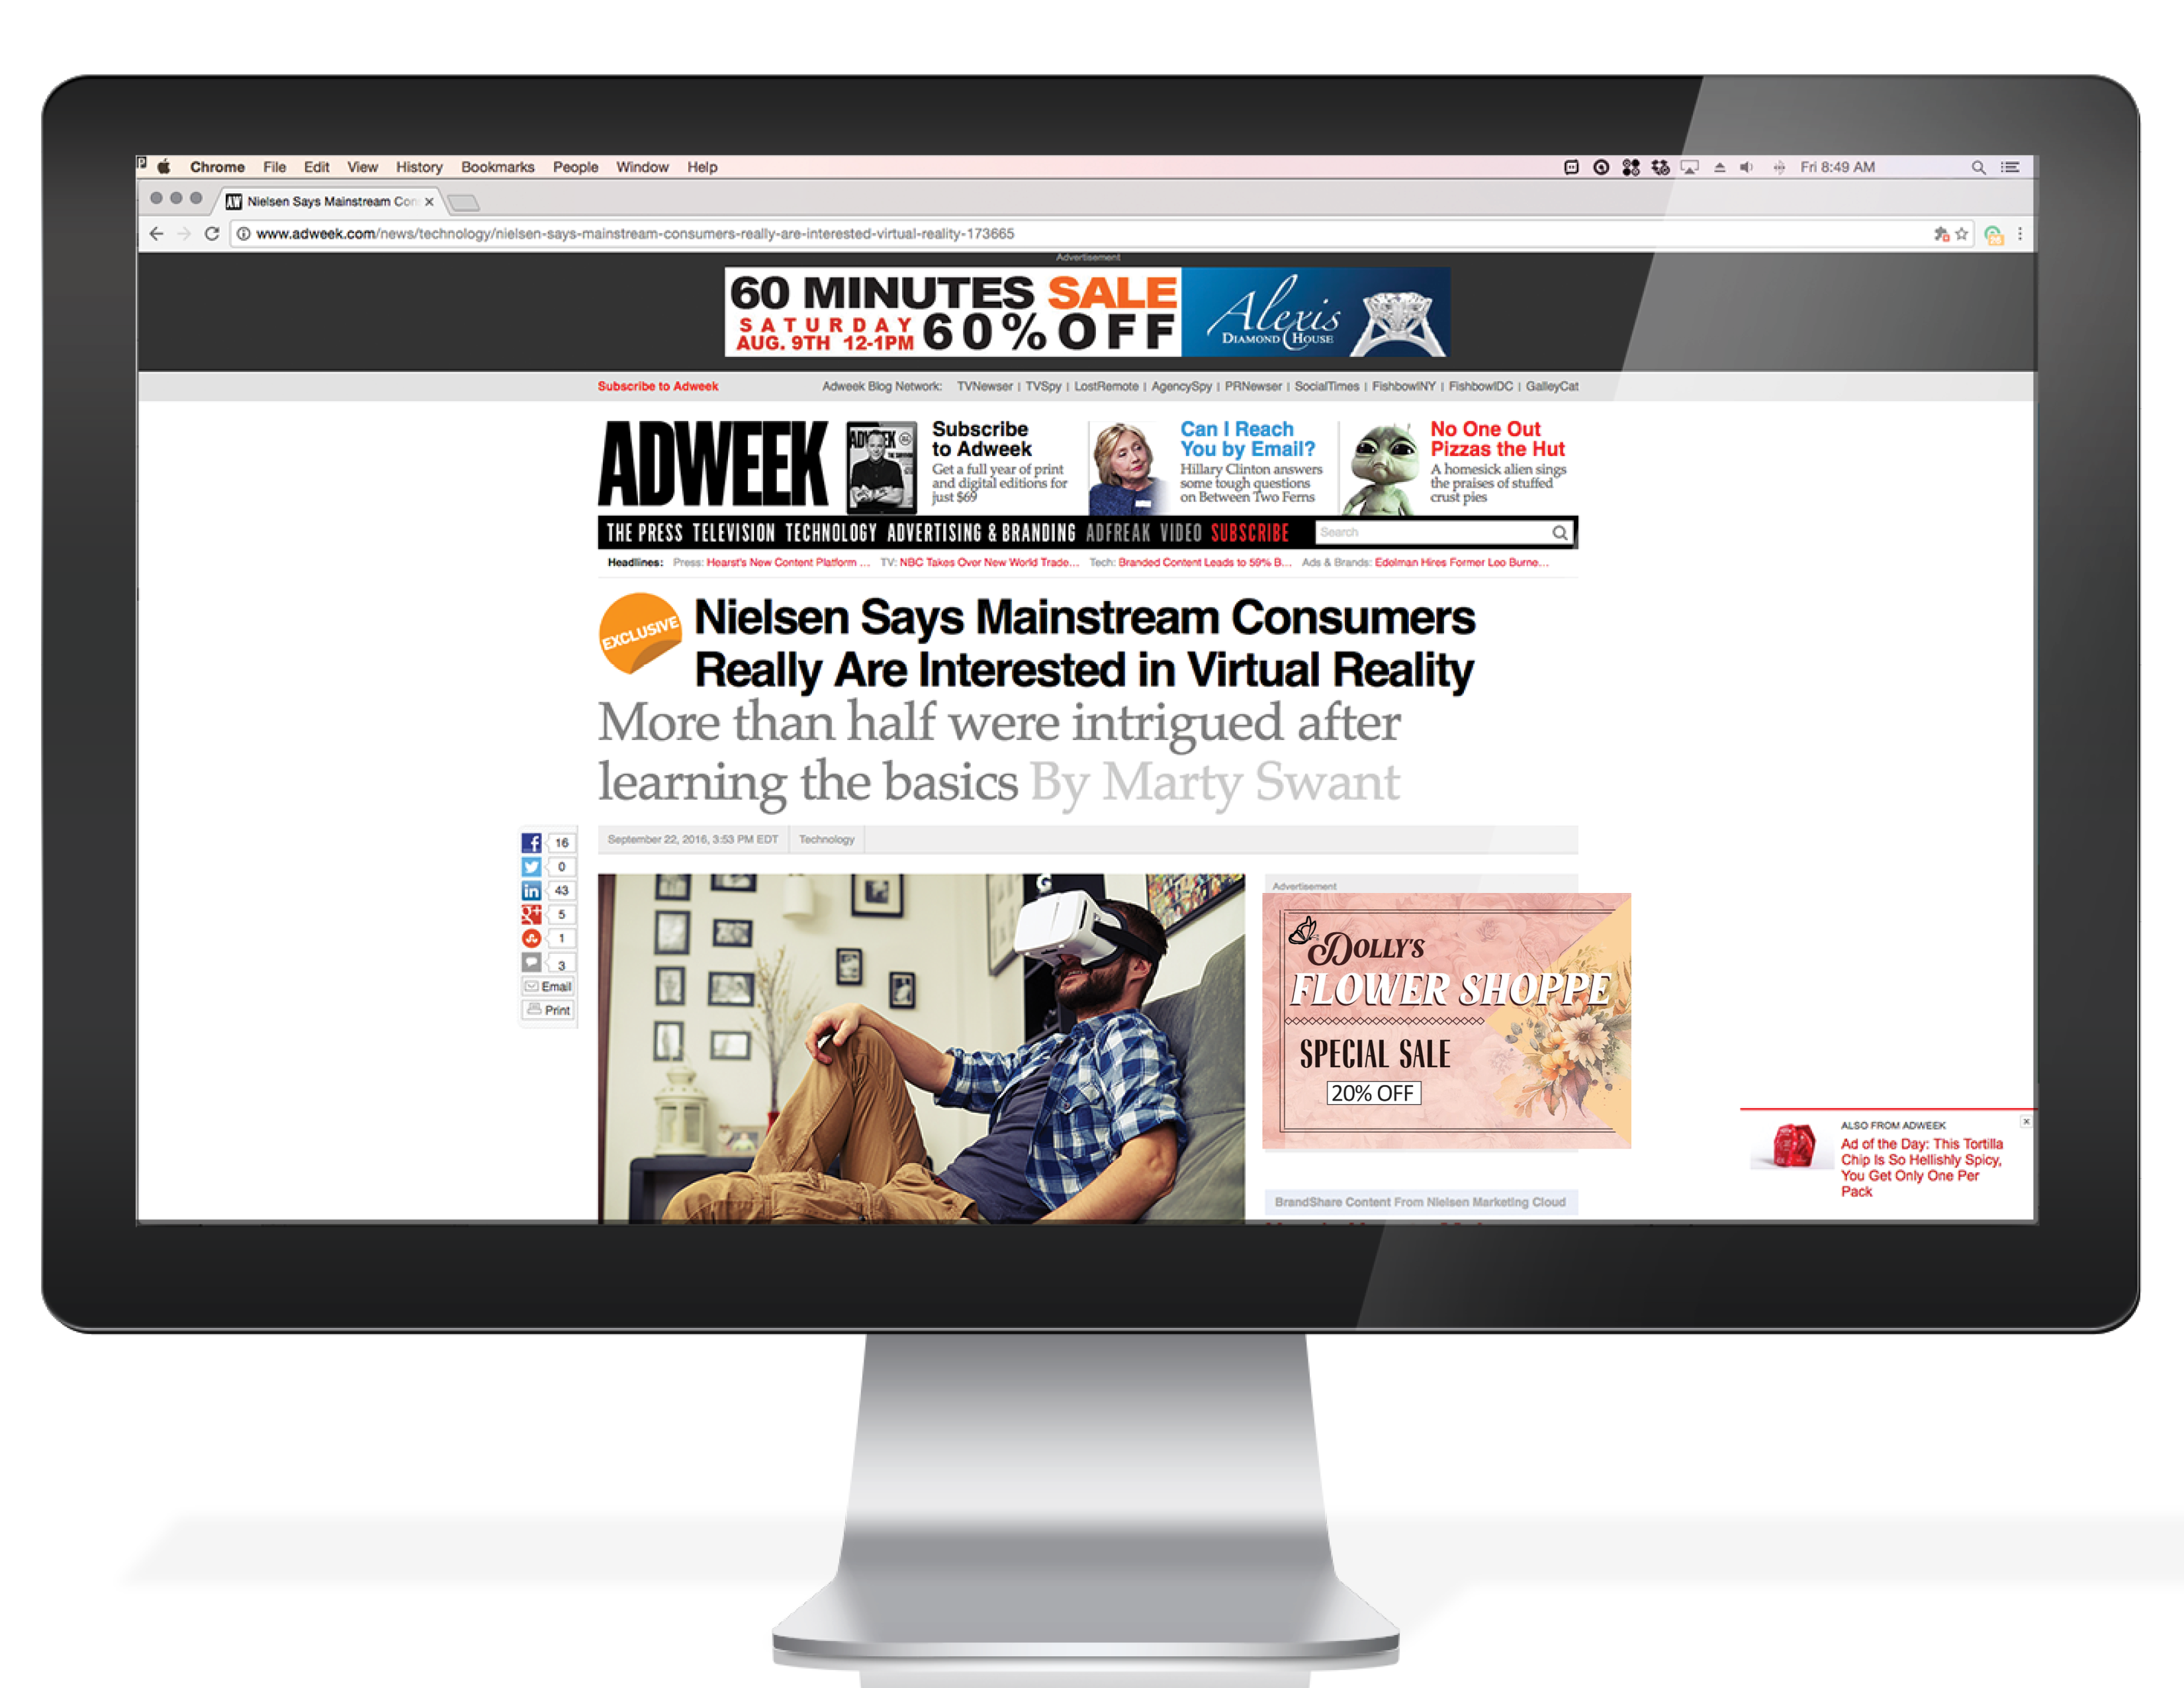 Chrome File Edit View History Bookmarks People Window Help Fri 8:49 AM
Nielsen Says Mainstream Con
www.adweek.com/news/technology/nielsen-says-mainstream-consumers-really-are-interested-virtual-reality-173665
Advertisement
60 MINUTES SALE
SATURDAY
AUG. 9TH 12-1PM
60% OFF
Alexis
DIAMOND HOUSE
Subscribe to Adweek
Adweek Blog Network: TVNewser | TVSpy | LostRemote | AgencySpy | PRNewser | SocialTimes | FishbowlNY | FishbowlDC | GalleyCat
ADWEEK
Subscribe
to Adweek
Get a full year of print
and digital editions for
just $69
Can I Reach
You by Email?
Hillary Clinton answers
some tough questions
on Between Two Ferns
No One Out
Pizzas the Hut
A homesick alien sings
the praises of stuffed
crust pies
THE PRESS TELEVISION TECHNOLOGY ADVERTISING & BRANDING ADFREAK VIDEO SUBSCRIBE Search
Headlines: Press: Hearst's New Content Platform ... TV: NBC Takes Over New World Trade... Tech: Branded Content Leads to 59% B... Ads & Brands: Edelman Hires Former Leo Burne...
EXCLUSIVE
Nielsen Says Mainstream Consumers
Really Are Interested in Virtual Reality
More than half were intrigued after
learning the basics By Marty Swant
September 22, 2016, 3:53 PM EDT Technology
16
0
43
5
1
3
Email
Print
Advertisement
DOLLY'S
FLOWER SHOPPE
SPECIAL SALE
20% OFF
BrandShare Content From Nielsen Marketing Cloud
ALSO FROM ADWEEK
Ad of the Day: This Tortilla
Chip Is So Hellishly Spicy,
You Get Only One Per
Pack